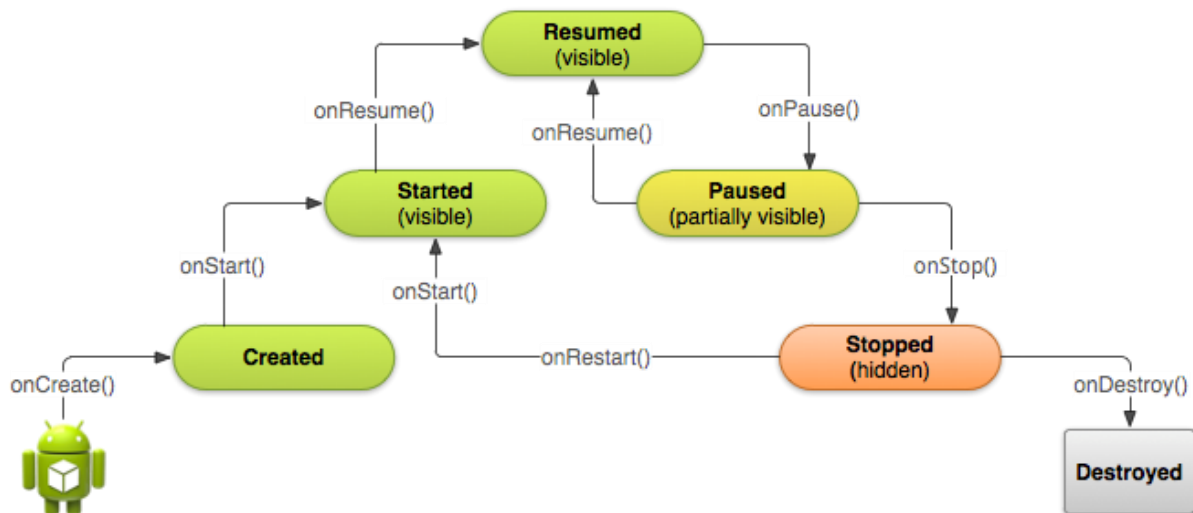 Resumed
(visible)
onResume()
onPause()
onResume()
Started
(visible)
Paused
(partially visible)
onStart()
onStop()
onStart()
Created
onRestart()
Stopped
(hidden)
onCreate()
onDestroy()
Destroyed